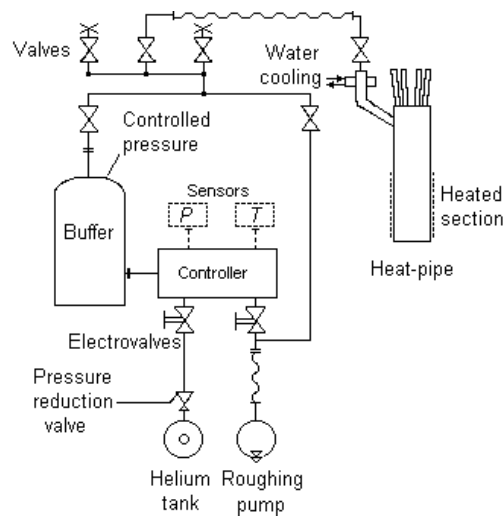 Valves
Water
cooling
Controlled
pressure
Sensors
P
T
Heated
section
Buffer
Controller
Heat-pipe
Electrovalves
Pressure
reduction
valve
Helium
tank
Roughing
pump